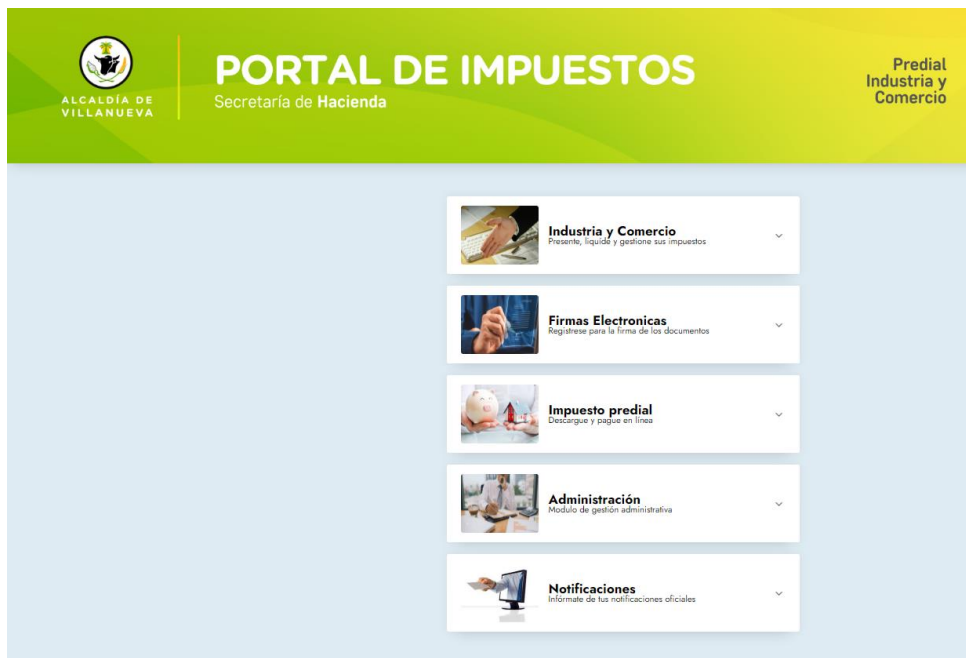 ALCALDÍA DE
VILLANUEVA
PORTAL DE IMPUESTOS
Secretaría de Hacienda
Predial
Industria y
Comercio
Industria y Comercio
Presente, liquide y gestione sus impuestos
Firmas Electronicas
Registrese para la firma de los documentos
Impuesto predial
Descargue y pague en línea
Administración
Modulo de gestión administrativa
Notificaciones
Infórmate de tus notificaciones oficiales